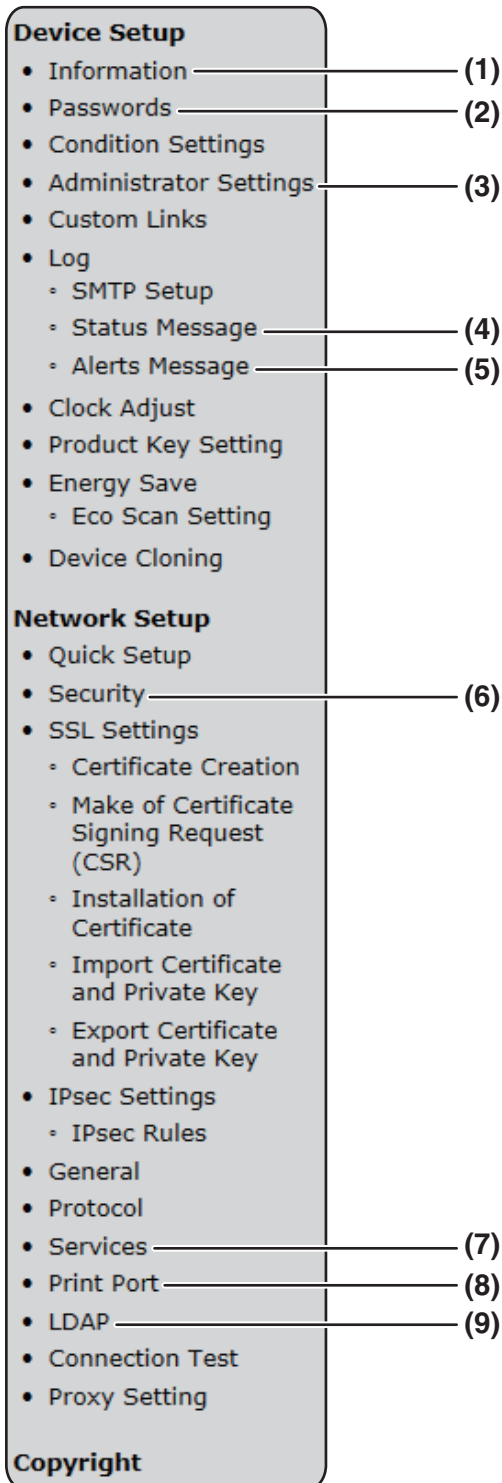 Device Setup
• Information (1)
• Passwords (2)
• Condition Settings
• Administrator Settings (3)
• Custom Links
• Log
◦ SMTP Setup
◦ Status Message (4)
◦ Alerts Message (5)
• Clock Adjust
• Product Key Setting
• Energy Save
◦ Eco Scan Setting
• Device Cloning
Network Setup
• Quick Setup
• Security (6)
• SSL Settings
◦ Certificate Creation
◦ Make of Certificate
Signing Request
(CSR)
◦ Installation of
Certificate
◦ Import Certificate
and Private Key
◦ Export Certificate
and Private Key
• IPsec Settings
◦ IPsec Rules
• General
• Protocol
• Services (7)
• Print Port (8)
• LDAP (9)
• Connection Test
• Proxy Setting
Copyright